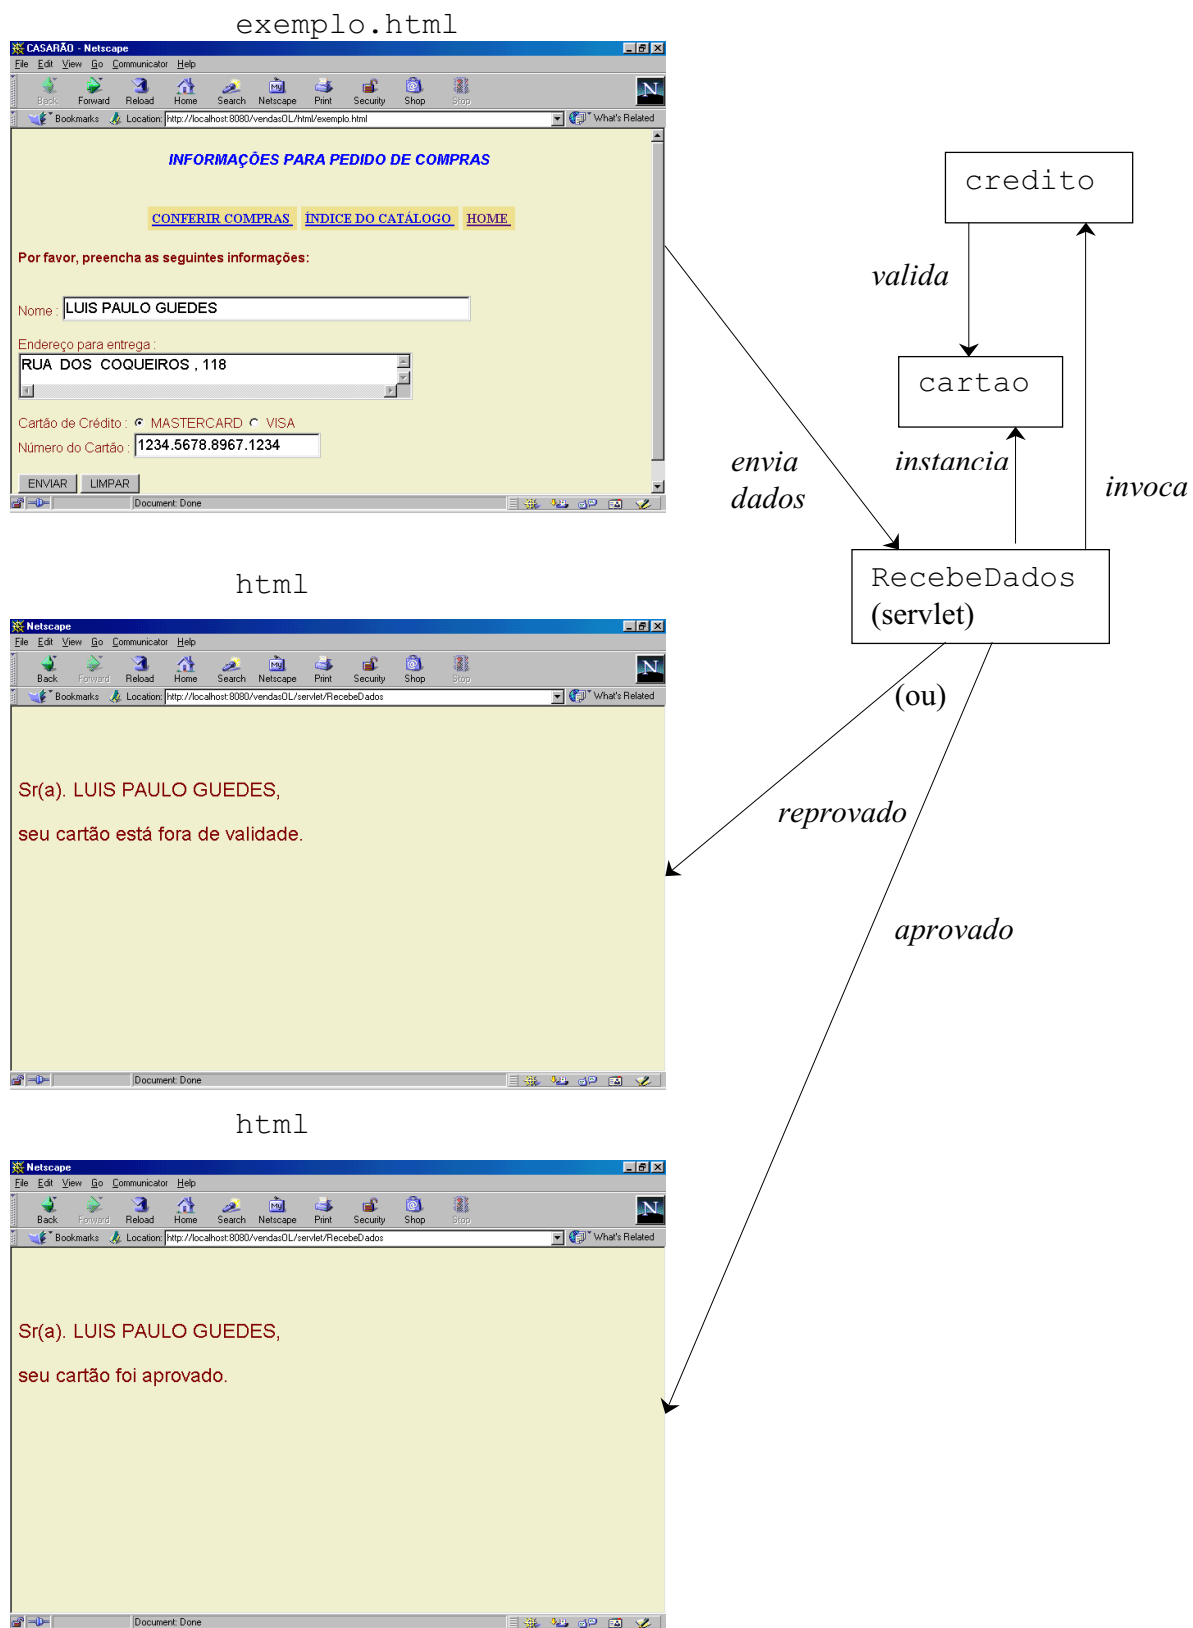 exemplo.html
CASARÃO - Netscape
File Edit View Go Communicator Help
Back Forward Reload Home Search Netscape Print Security Shop Stop
Bookmarks Location: http://localhost:8080/vendasOL/html/exemplo.html What's Related
INFORMAÇÕES PARA PEDIDO DE COMPRAS
CONFERIR COMPRAS ÍNDICE DO CATÁLOGO HOME
Por favor, preencha as seguintes informações:
Nome : LUIS PAULO GUEDES
Endereço para entrega :
RUA DOS COQUEIROS , 118
Cartão de Crédito : MASTERCARD VISA
Número do Cartão : 1234.5678.8967.1234
ENVIAR LIMPAR
Document: Done
credito
valida
cartao
envia
dados
instancia
invoca
RecebeDados
(servlet)
(ou)
reprovado
aprovado
html
Netscape
File Edit View Go Communicator Help
Back Forward Reload Home Search Netscape Print Security Shop Stop
Bookmarks Location: http://localhost:8080/vendasOL/servlet/RecebeDados What's Related
Sr(a). LUIS PAULO GUEDES,
seu cartão está fora de validade.
Document: Done
html
Netscape
File Edit View Go Communicator Help
Back Forward Reload Home Search Netscape Print Security Shop Stop
Bookmarks Location: http://localhost:8080/vendasOL/servlet/RecebeDados What's Related
Sr(a). LUIS PAULO GUEDES,
seu cartão foi aprovado.
Document: Done